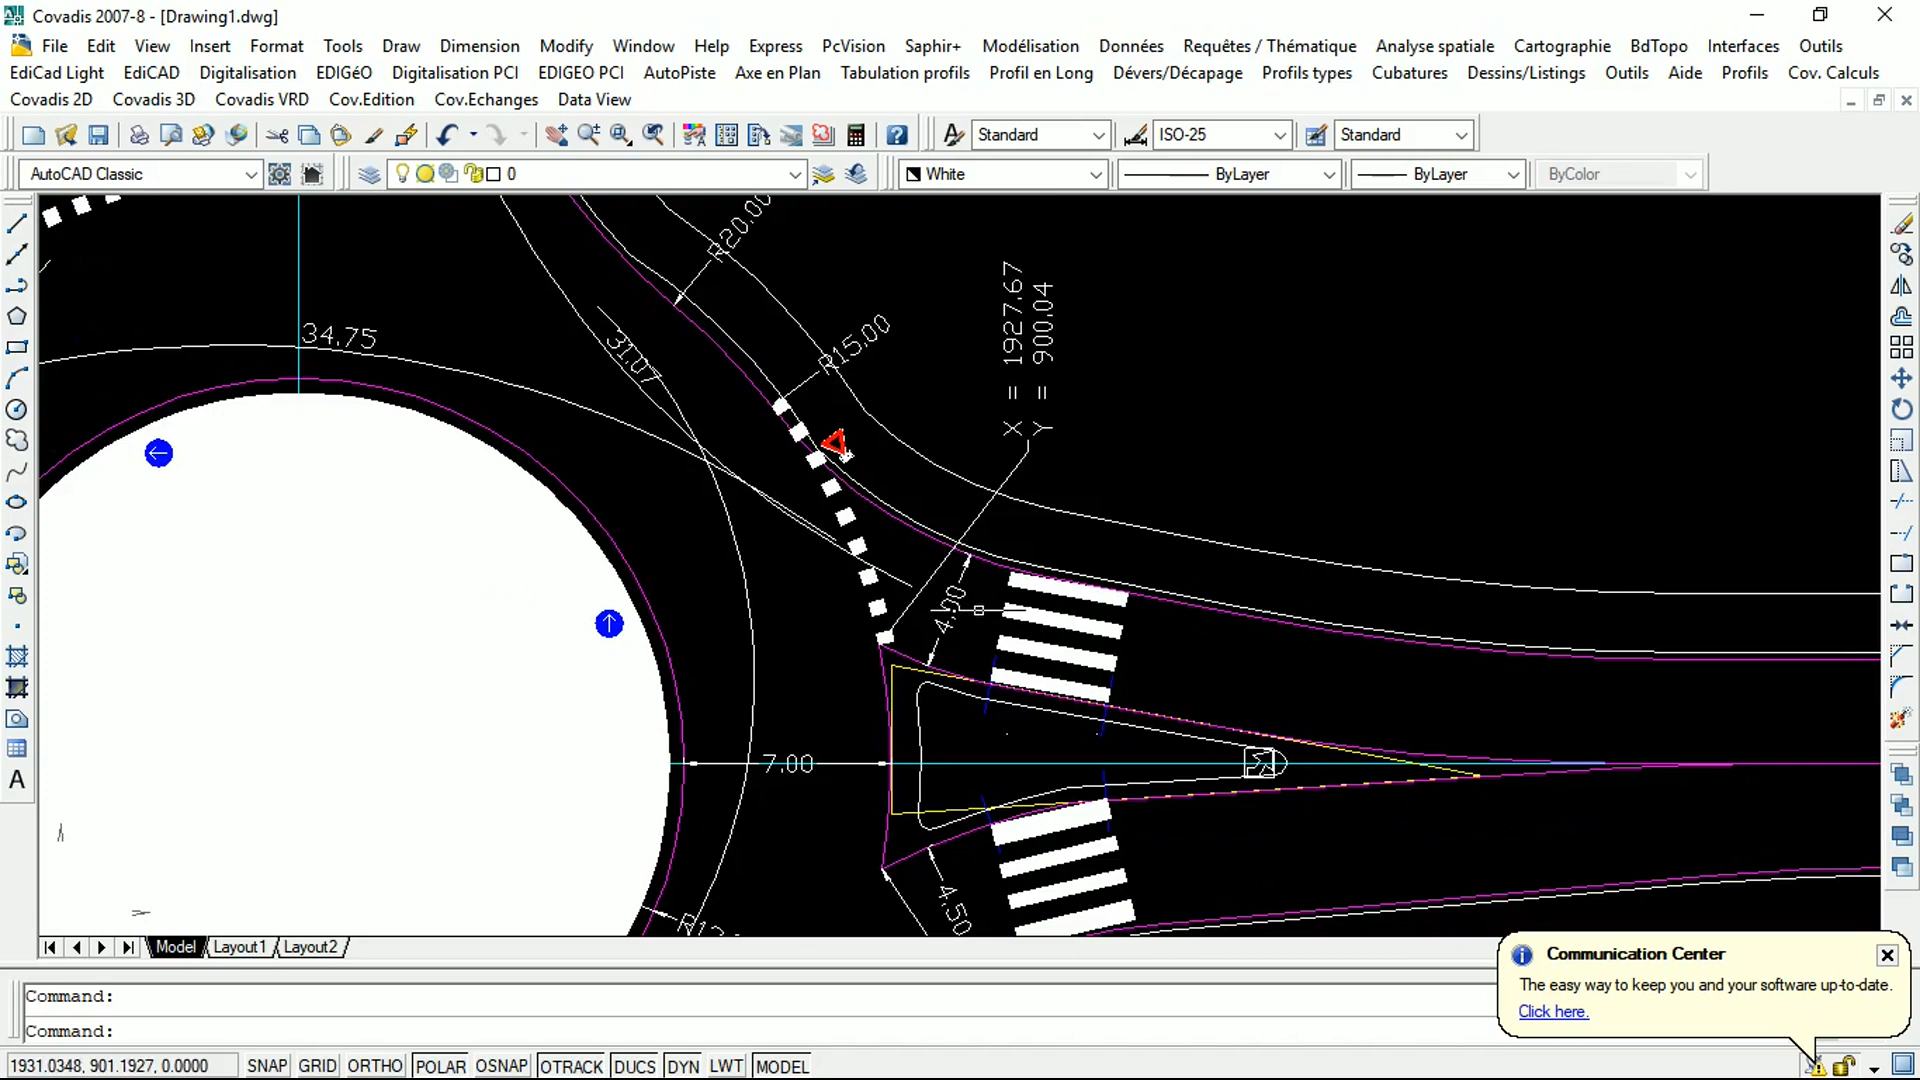 Covadis 2007-8 - [Drawing1.dwg]
File Edit View Insert Format Tools Draw Dimension Modify Window Help Express PcVision Saphir+ Modélisation Données Requêtes / Thématique Analyse spatiale Cartographie BdTopo Interfaces Outils
EdiCad Light EdiCAD Digitalisation EDIGéO Digitalisation PCI EDIGEO PCI AutoPiste Axe en Plan Tabulation profils Profil en Long Dévers/Décapage Profils types Cubatures Dessins/Listings Outils Aide Profils Cov. Calculs
Covadis 2D Covadis 3D Covadis VRD Cov.Edition Cov.Echanges Data View
Standard ISO-25 Standard
AutoCAD Classic 0 White ByLayer ByLayer ByColor
R20.00
34.75
31.07
R15.00
X = 1927.67
Y = 900.04
4.00
7.00
4.50
Model Layout1 Layout2
Communication Center
The easy way to keep you and your software up-to-date.
Click here.
Command:
Command:
1931.0348, 901.1927, 0.0000 SNAP GRID ORTHO POLAR OSNAP OTRACK DUCS DYN LWT MODEL